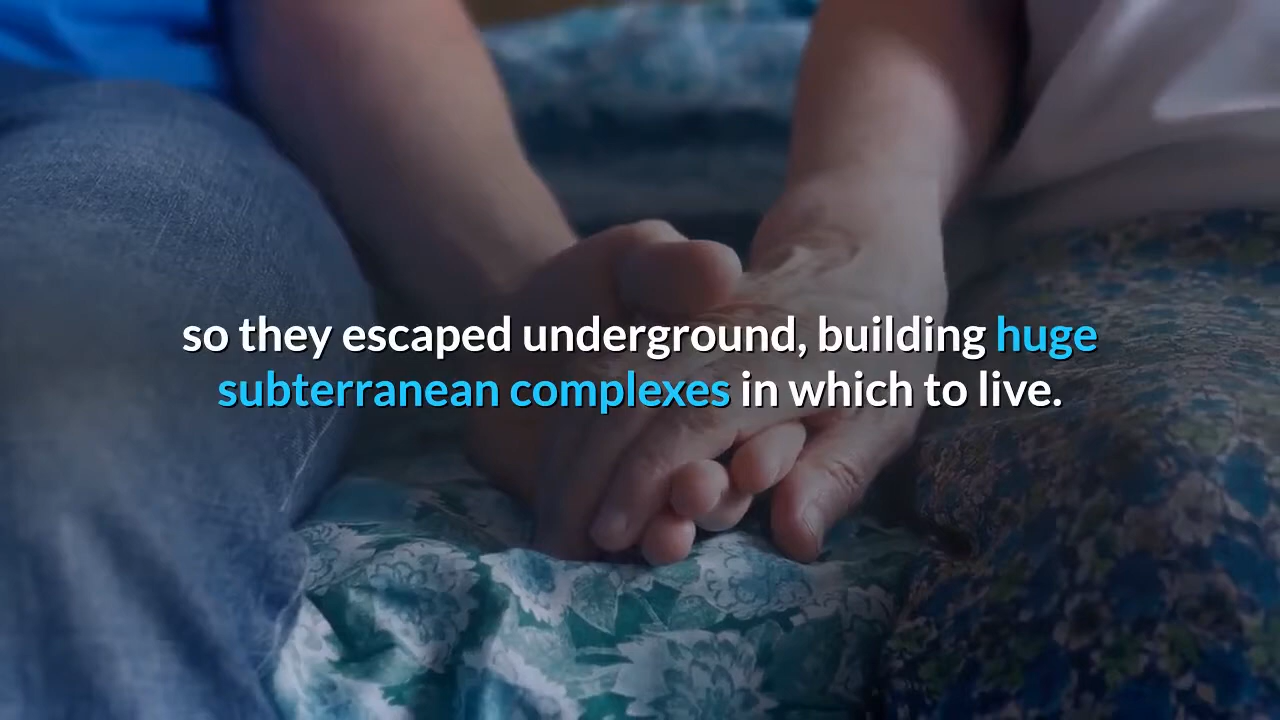 so they escaped underground, building huge
subterranean complexes in which to live.